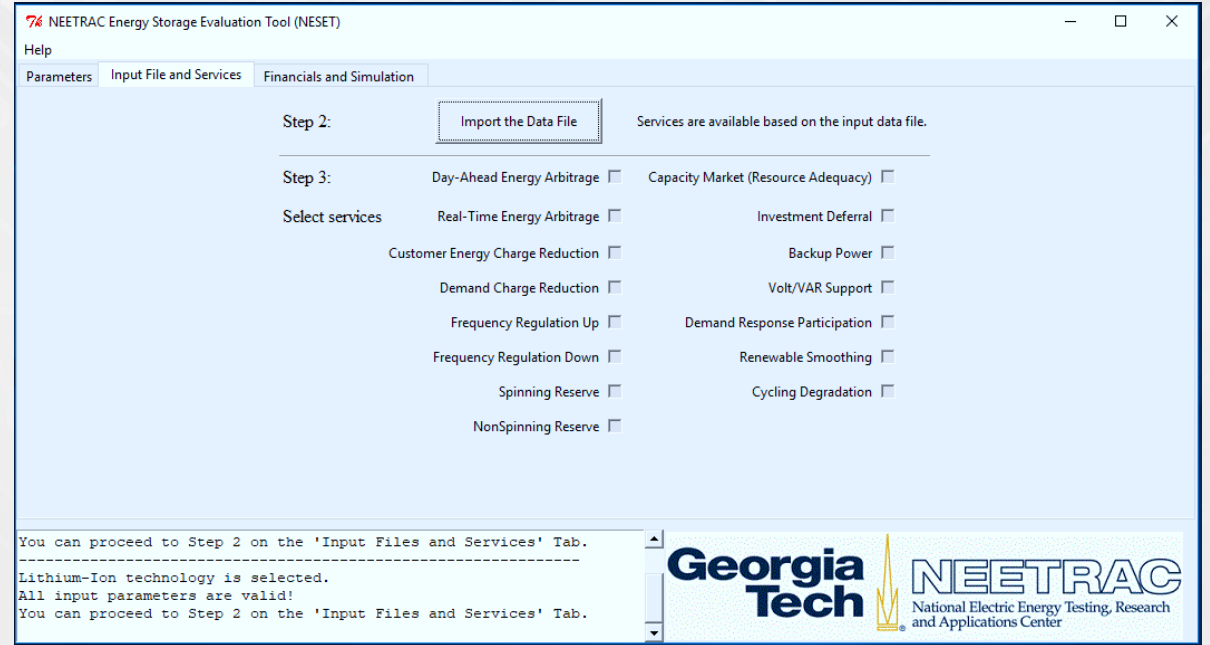 NEETRAC Energy Storage Evaluation Tool (NESET)
Help
Parameters Input File and Services Financials and Simulation
Step 2: Import the Data File Services are available based on the input data file.
Step 3: Day-Ahead Energy Arbitrage Capacity Market (Resource Adequacy)
Select services Real-Time Energy Arbitrage Investment Deferral
Customer Energy Charge Reduction Backup Power
Demand Charge Reduction Volt/VAR Support
Frequency Regulation Up Demand Response Participation
Frequency Regulation Down Renewable Smoothing
Spinning Reserve Cycling Degradation
NonSpinning Reserve
You can proceed to Step 2 on the 'Input Files and Services' Tab.
----------------------------------------------------------------
Lithium-Ion technology is selected.
All input parameters are valid!
You can proceed to Step 2 on the 'Input Files and Services' Tab.
Georgia
Tech
NEETRAC
National Electric Energy Testing, Research
and Applications Center